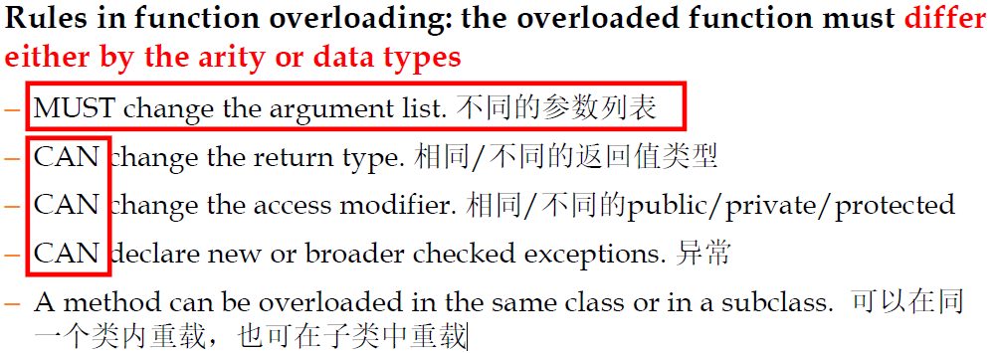 Rules in function overloading: the overloaded function must differ
either by the arity or data types
– MUST change the argument list. 不同的参数列表
– CAN change the return type. 相同/不同的返回值类型
– CAN change the access modifier. 相同/不同的public/private/protected
– CAN declare new or broader checked exceptions. 异常
– A method can be overloaded in the same class or in a subclass. 可以在同
一个类内重载，也可在子类中重载